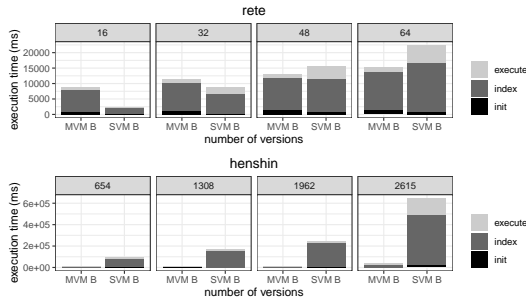 rete
16 32 48 64
execution time (ms)
20000
15000
10000
5000
0
MVM B SVM B MVM B SVM B MVM B SVM B MVM B SVM B
number of versions
execute
index
init
henshin
654 1308 1962 2615
execution time (ms)
6e+05
4e+05
2e+05
0e+00
MVM B SVM B MVM B SVM B MVM B SVM B MVM B SVM B
number of versions
execute
index
init